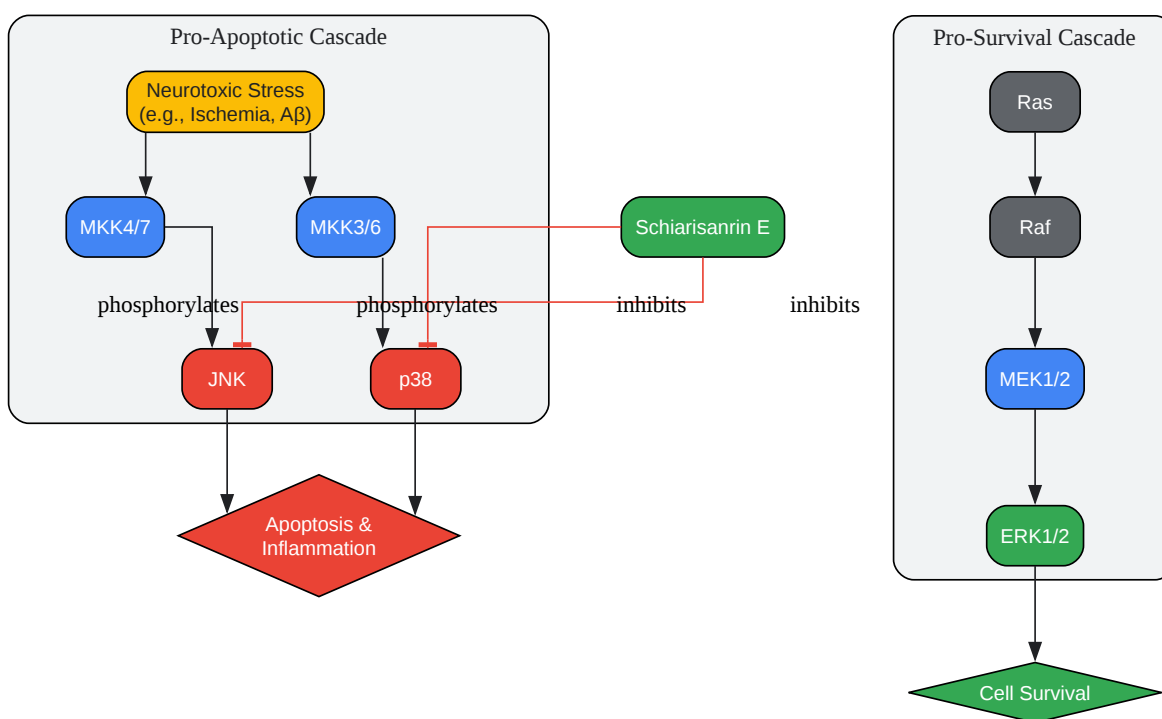 Pro-Apoptotic Cascade
Pro-Survival Cascade
Neurotoxic Stress
(e.g., Ischemia, Aβ)
Ras
MKK4/7
MKK3/6
Schiarisanrin E
Raf
phosphorylates
phosphorylates
inhibits
inhibits
JNK
p38
MEK1/2
Apoptosis &
Inflammation
ERK1/2
Cell Survival